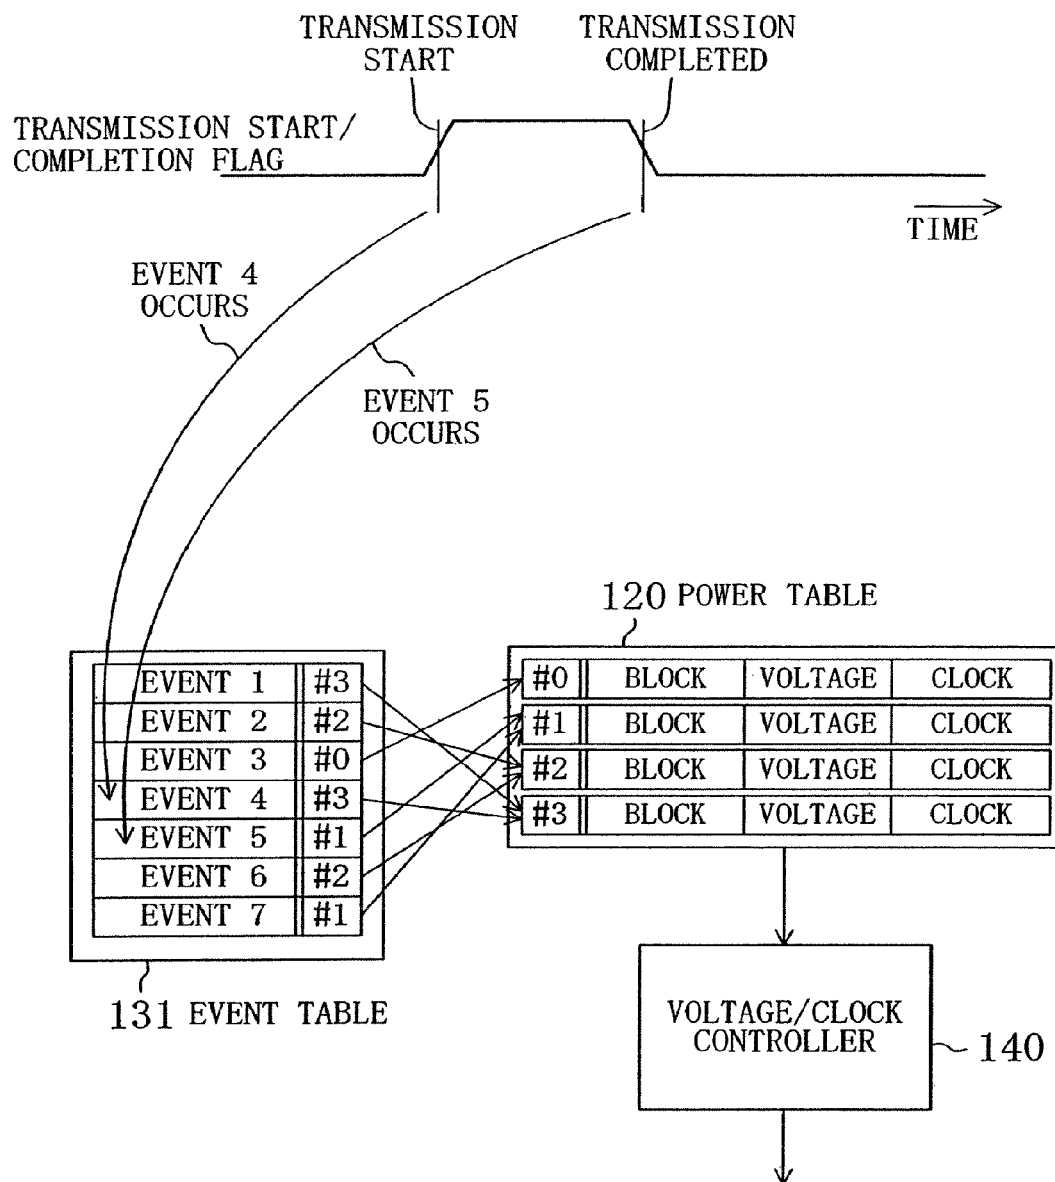 TRANSMISSION START
TRANSMISSION COMPLETED
TRANSMISSION START/
COMPLETION FLAG
TIME
EVENT 4
OCCURS
EVENT 5
OCCURS
120 POWER TABLE
EVENT 1 #3
EVENT 2 #2
EVENT 3 #0
EVENT 4 #3
EVENT 5 #1
EVENT 6 #2
EVENT 7 #1
#0 BLOCK VOLTAGE CLOCK
#1 BLOCK VOLTAGE CLOCK
#2 BLOCK VOLTAGE CLOCK
#3 BLOCK VOLTAGE CLOCK
131 EVENT TABLE
VOLTAGE/CLOCK
CONTROLLER
140